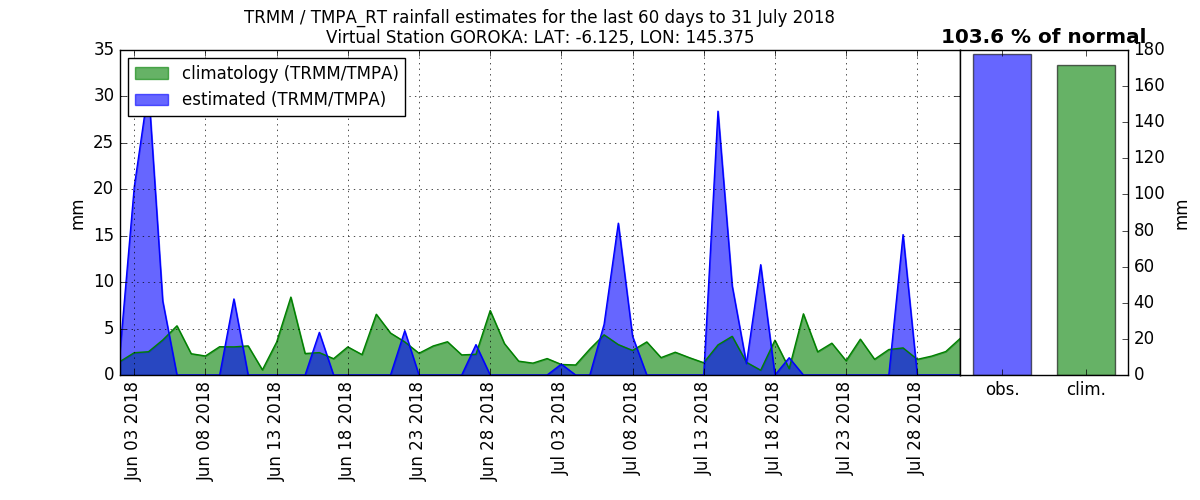 TRMM / TMPA_RT rainfall estimates for the last 60 days to 31 July 2018
Virtual Station GOROKA: LAT: -6.125, LON: 145.375
103.6 % of normal
climatology (TRMM/TMPA)
estimated (TRMM/TMPA)
35
30
25
20
15
10
5
0
mm
Jun 03 2018
Jun 08 2018
Jun 13 2018
Jun 18 2018
Jun 23 2018
Jun 28 2018
Jul 03 2018
Jul 08 2018
Jul 13 2018
Jul 18 2018
Jul 23 2018
Jul 28 2018
obs.
clim.
180
160
140
120
100
80
60
40
20
0
mm